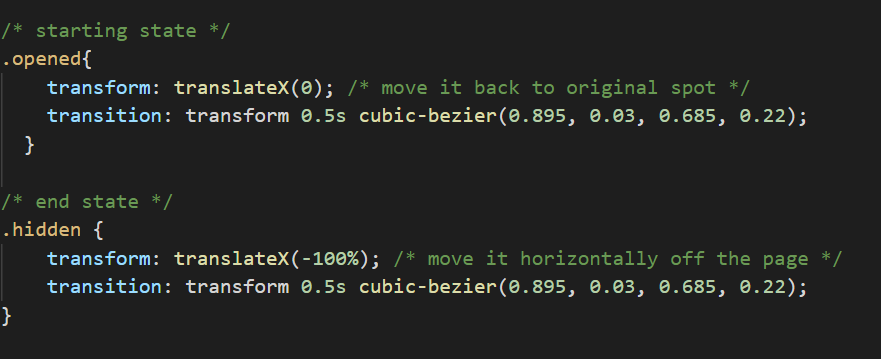 /* starting state */
.opened{
transform: translateX(0); /* move it back to original spot */
transition: transform 0.5s cubic-bezier(0.895, 0.03, 0.685, 0.22);
}
/* end state */
.hidden {
transform: translateX(-100%); /* move it horizontally off the page */
transition: transform 0.5s cubic-bezier(0.895, 0.03, 0.685, 0.22);
}